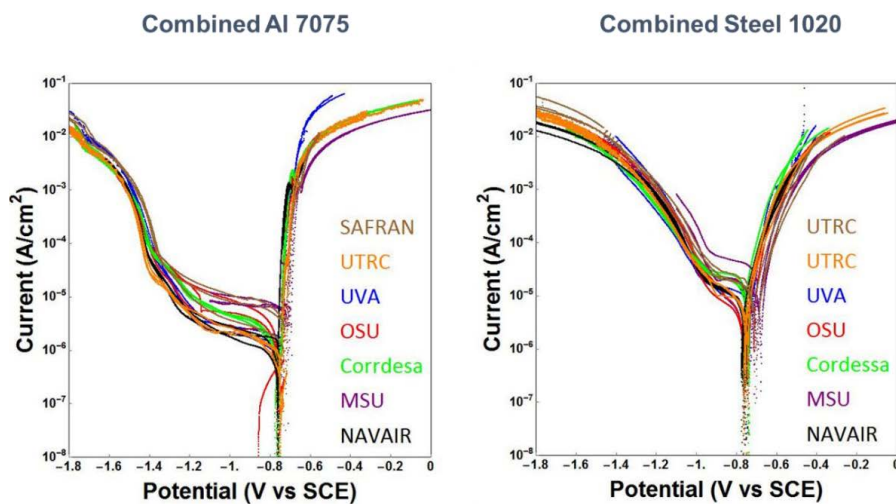 Combined Al 7075
Combined Steel 1020
Current (A/cm²)
10⁻¹
10⁻²
10⁻³
10⁻⁴
10⁻⁵
10⁻⁶
10⁻⁷
10⁻⁸
SAFRAN
UTRC
UVA
OSU
Corrdesa
MSU
NAVAIR
−1.8 −1.6 −1.4 −1.2 −1.0 −0.8 −0.6 −0.4 −0.2 0
Potential (V vs SCE)
Current (A/cm²)
10⁻¹
10⁻²
10⁻³
10⁻⁴
10⁻⁵
10⁻⁶
10⁻⁷
10⁻⁸
UTRC
UTRC
UVA
OSU
Cordessa
MSU
NAVAIR
−1.8 −1.6 −1.4 −1.2 −1.0 −0.8 −0.6 −0.4 −0.2 0
Potential (V vs SCE)